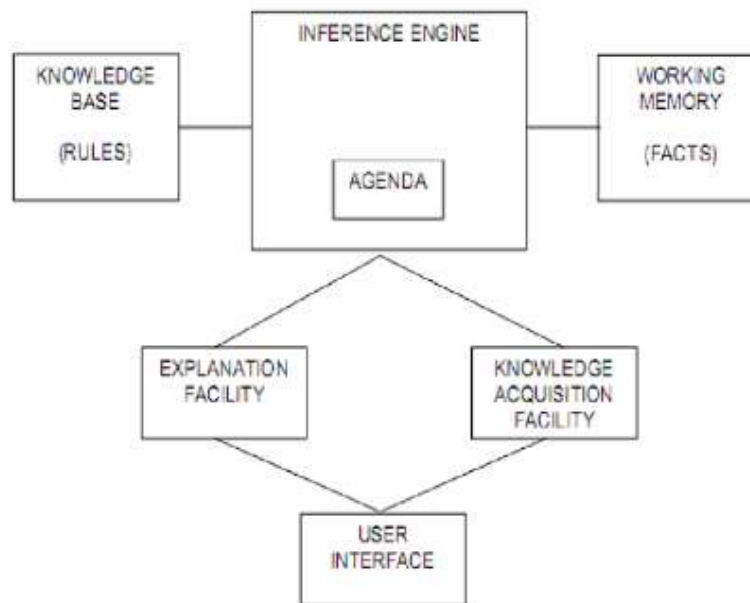 INFERENCE ENGINE
KNOWLEDGE
BASE
(RULES)
WORKING
MEMORY
(FACTS)
AGENDA
EXPLANATION
FACILITY
KNOWLEDGE
ACQUISITION
FACILITY
USER
INTERFACE